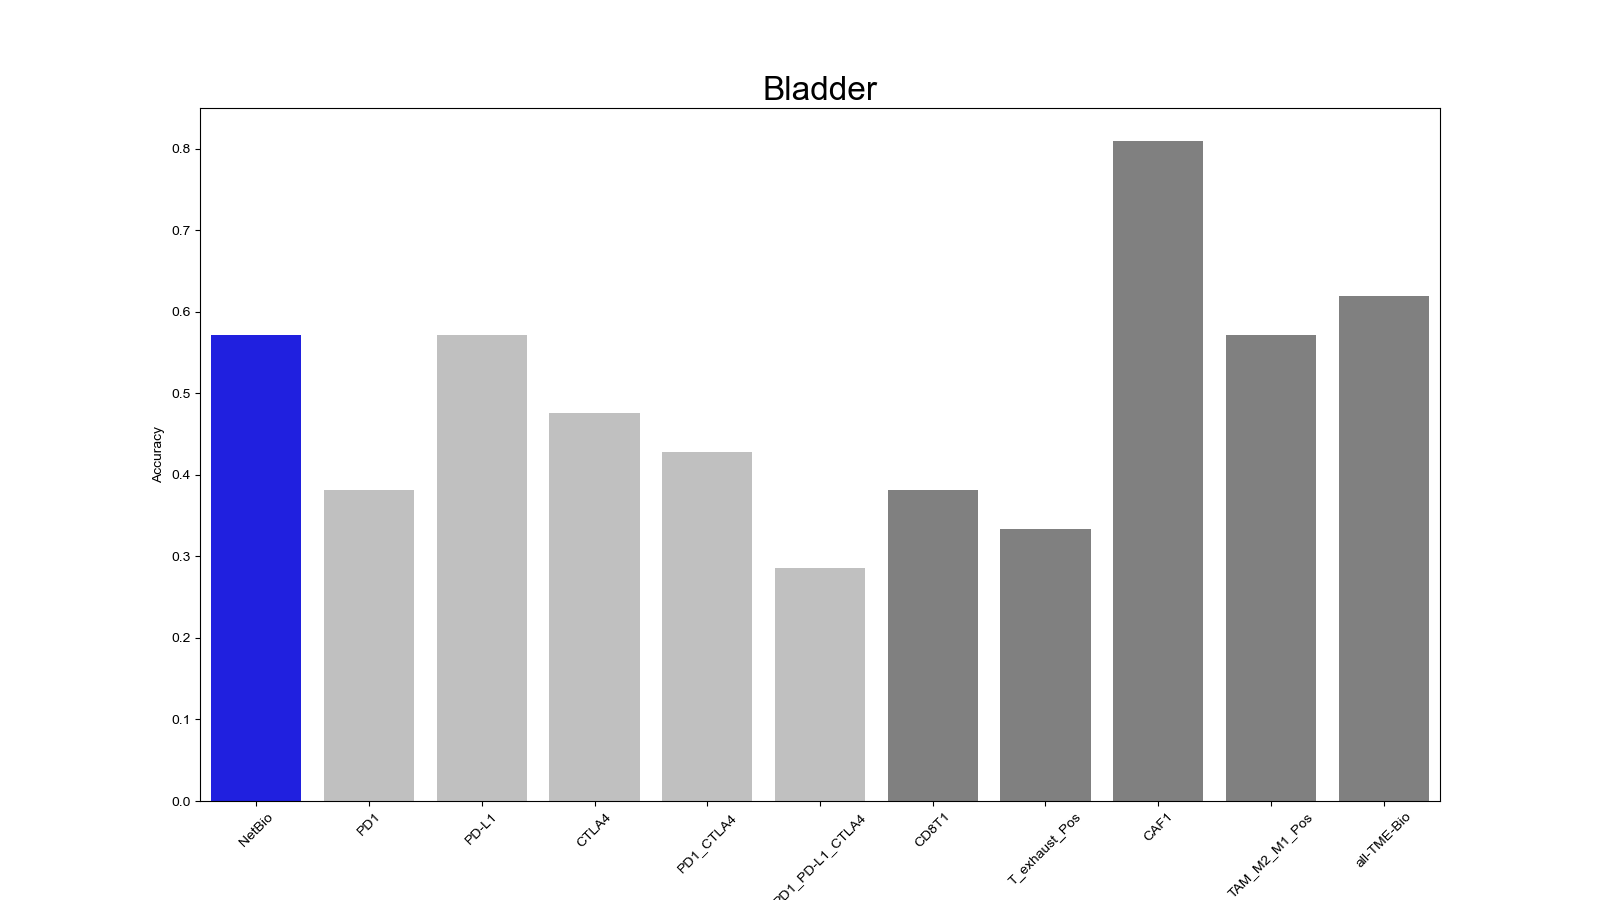 Bladder
Accuracy
0.8
0.7
0.6
0.5
0.4
0.3
0.2
0.1
0.0
NetBio
PD1
PD-L1
CTLA4
PD1_CTLA4
PD1_PD-L1_CTLA4
CD8T1
T_exhaust_Pos
CAF1
TAM_M2_M1_Pos
all-TME-Bio